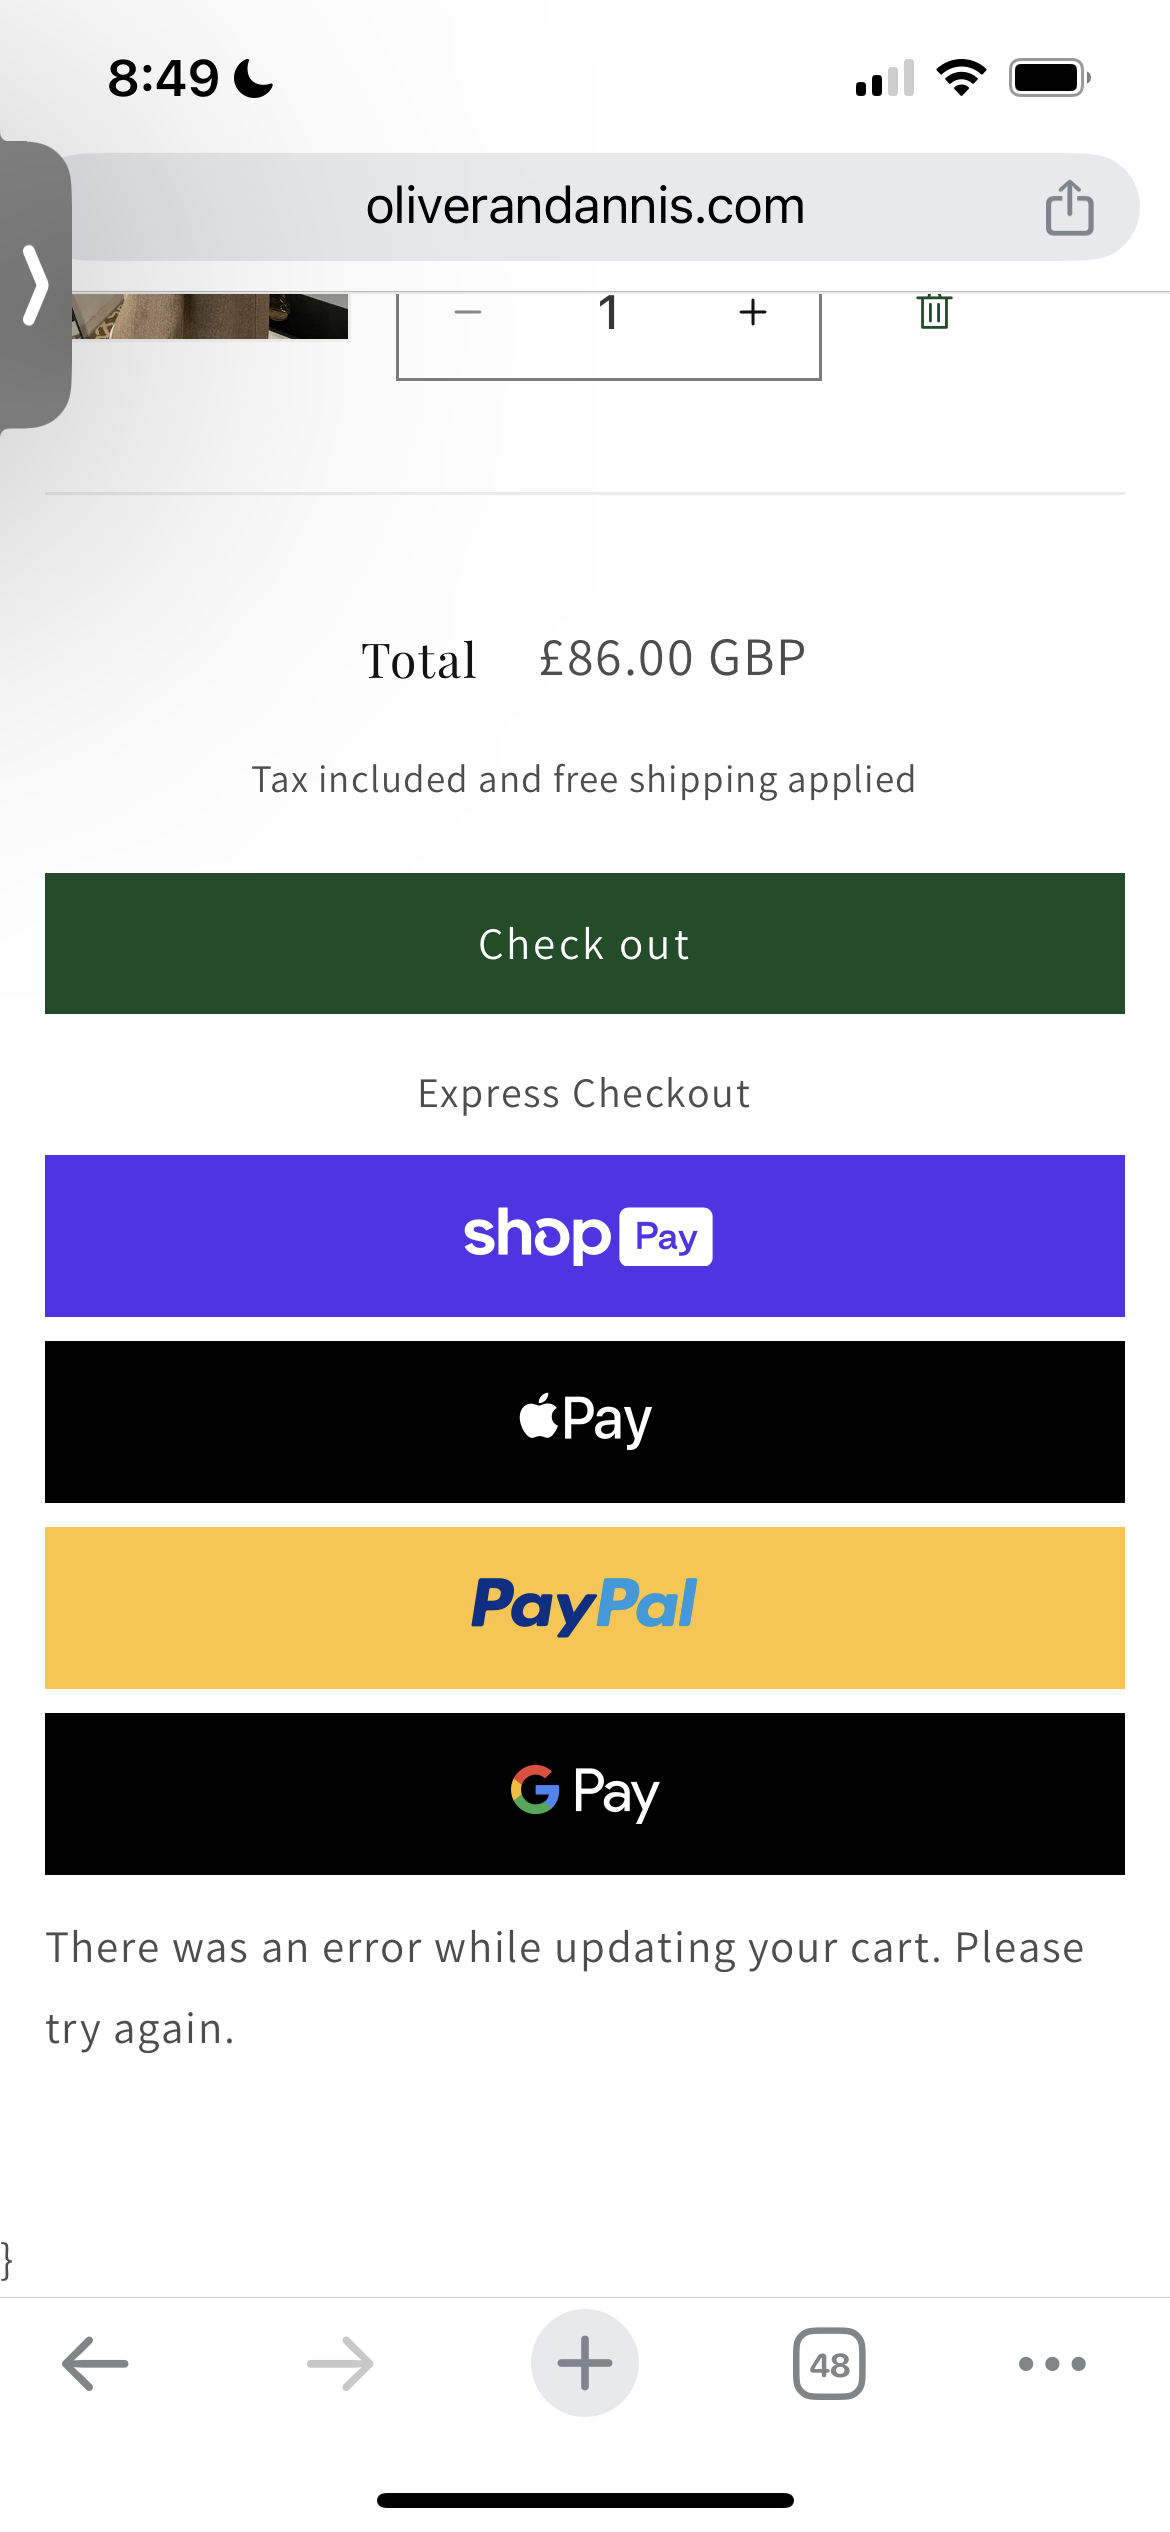 8:49
oliverandannis.com
− 1 +
Total £86.00 GBP
Tax included and free shipping applied
Check out
Express Checkout
shop Pay
Pay
PayPal
G Pay
There was an error while updating your cart. Please
try again.
}
48